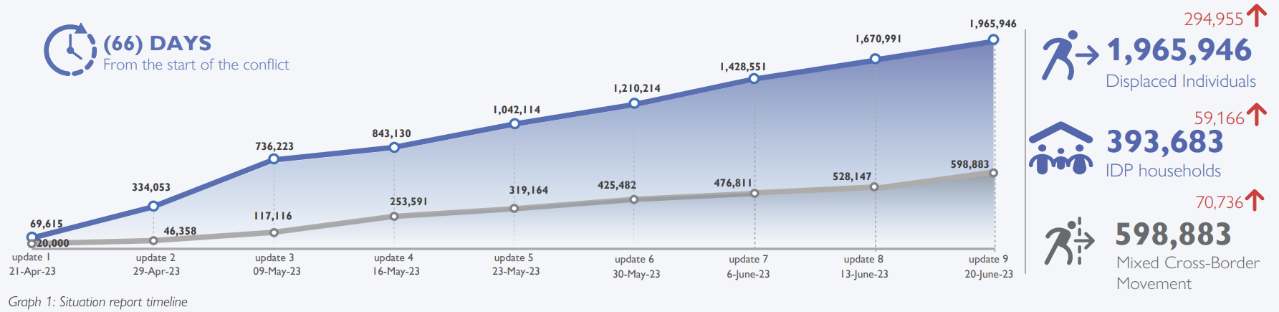 (66) DAYS
From the start of the conflict
69,615
334,053
736,223
843,130
1,042,114
1,210,214
1,428,551
1,670,991
1,965,946
20,000
46,358
117,116
253,591
319,164
425,482
476,811
528,147
598,883
update 1
21-Apr-23
update 2
29-Apr-23
update 3
09-May-23
update 4
16-May-23
update 5
23-May-23
update 6
30-May-23
update 7
6-June-23
update 8
13-June-23
update 9
20-June-23
Graph 1: Situation report timeline
294,955
1,965,946
Displaced Individuals
59,166
393,683
IDP households
70,736
598,883
Mixed Cross-Border
Movement